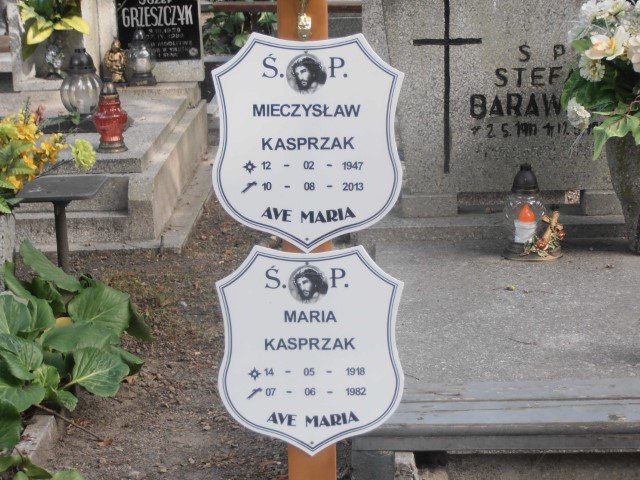 GRZESZCZYK
Ś. P.
MIECZYSŁAW
KASPRZAK
12 - 02 - 1947
10 - 08 - 2013
AVE MARIA
Ś. P.
MARIA
KASPRZAK
14 - 05 - 1918
07 - 06 - 1982
AVE MARIA
Ś P
STEFA
BARAW